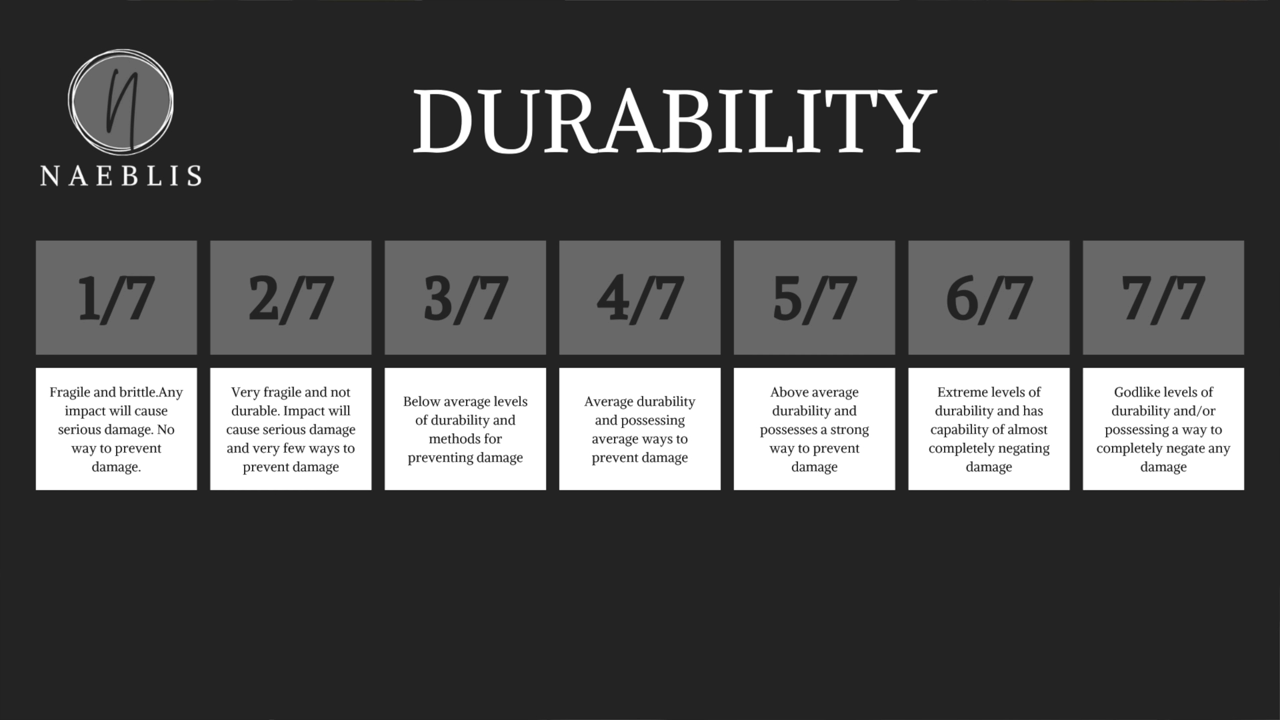 n
NAEBLIS
DURABILITY
1/7
2/7
3/7
4/7
5/7
6/7
7/7
Fragile and brittle.Any
impact will cause
serious damage. No
way to prevent
damage.
Very fragile and not
durable. Impact will
cause serious damage
and very few ways to
prevent damage
Below average levels
of durability and
methods for
preventing damage
Average durability
and possessing
average ways to
prevent damage
Above average
durability and
possesses a strong
way to prevent
damage
Extreme levels of
durability and has
capability of almost
completely negating
damage
Godlike levels of
durability and/or
possessing a way to
completely negate any
damage